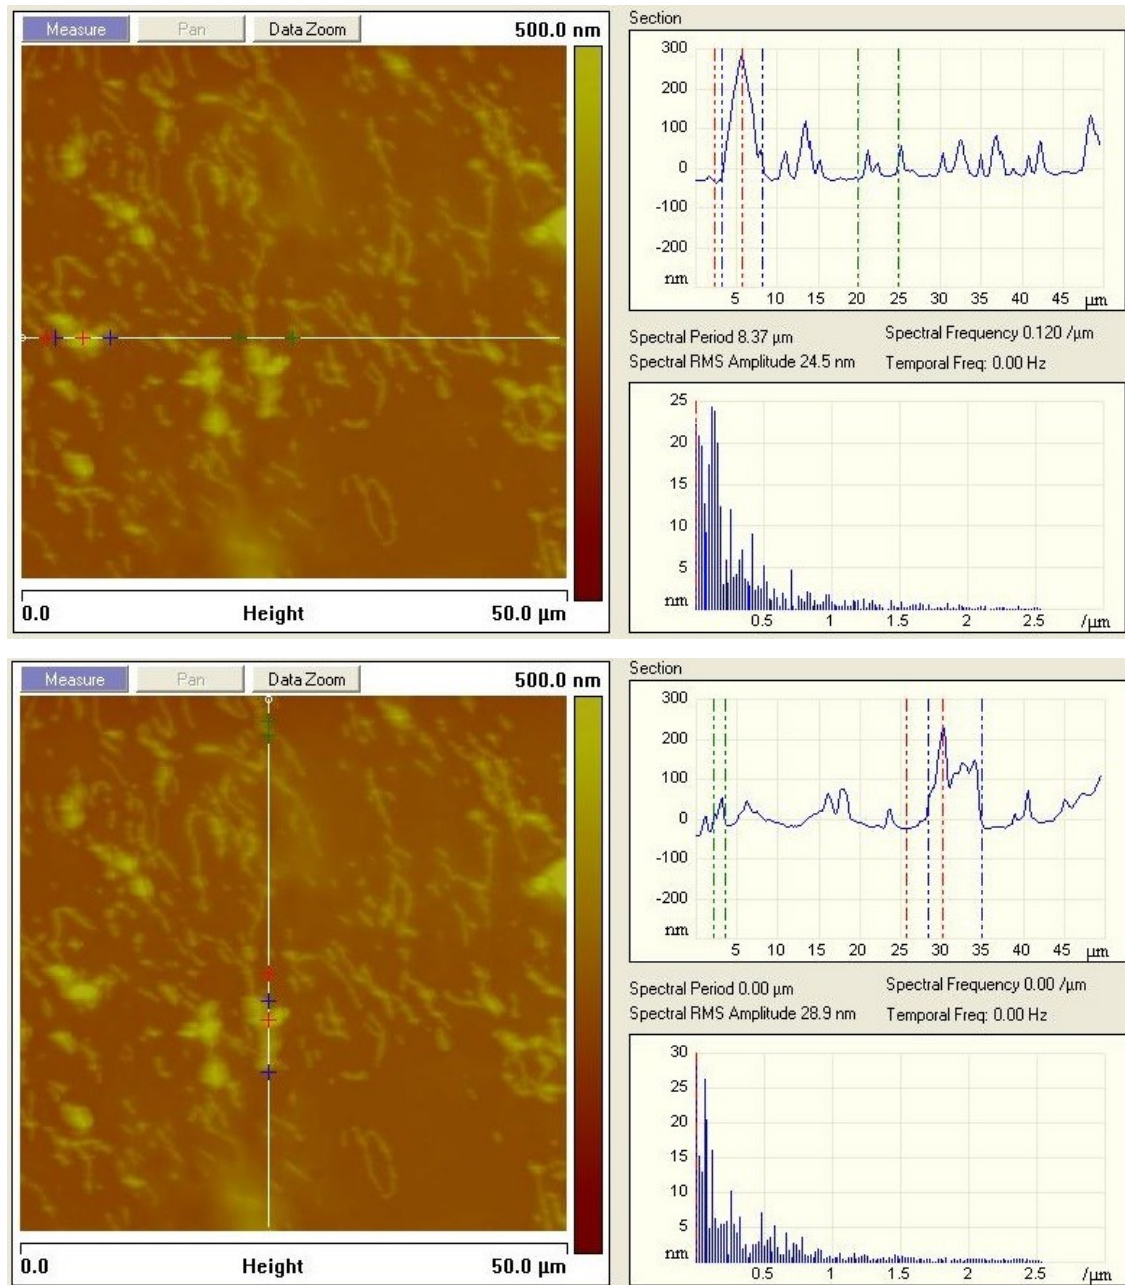 Measure Pan Data Zoom 500.0 nm
0.0 Height 50.0 µm
Section
300
200
100
0
-100
-200
nm
5 10 15 20 25 30 35 40 45 µm
Spectral Period 8.37 µm Spectral Frequency 0.120 /µm
Spectral RMS Amplitude 24.5 nm Temporal Freq: 0.00 Hz
25
20
15
10
5
nm
0.5 1 1.5 2 2.5 /µm
Measure Pan Data Zoom 500.0 nm
0.0 Height 50.0 µm
Section
300
200
100
0
-100
-200
nm
5 10 15 20 25 30 35 40 45 µm
Spectral Period 0.00 µm Spectral Frequency 0.00 /µm
Spectral RMS Amplitude 28.9 nm Temporal Freq: 0.00 Hz
30
25
20
15
10
5
nm
0.5 1 1.5 2 2.5 /µm